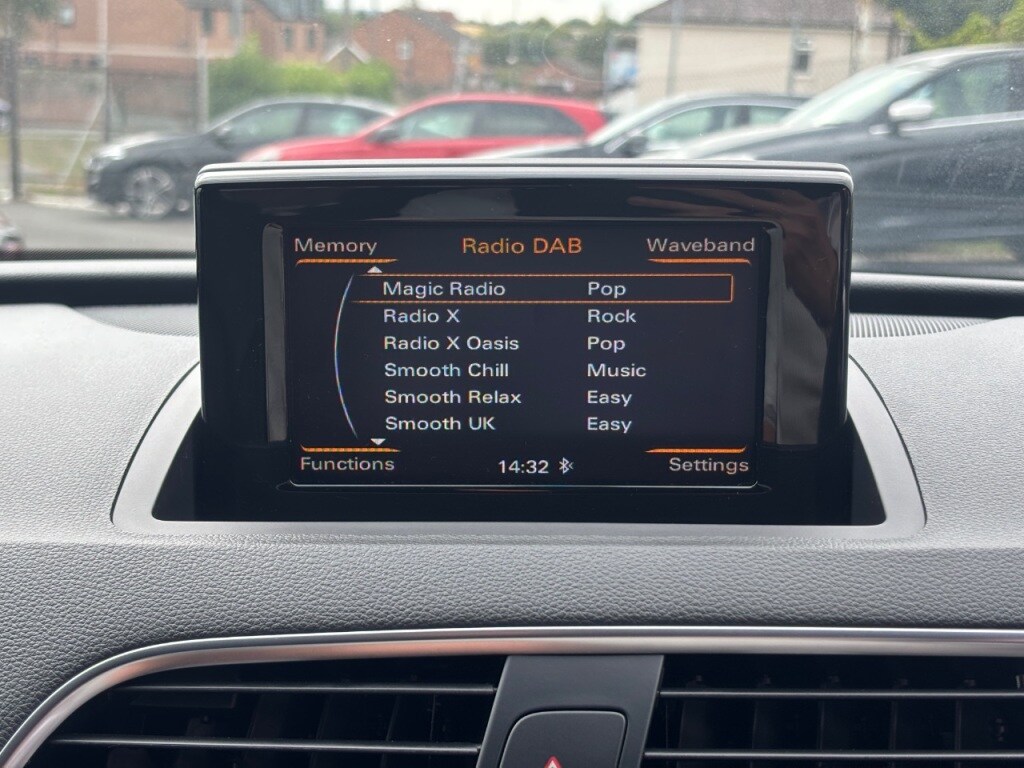 Memory Radio DAB Waveband
Magic Radio Pop
Radio X Rock
Radio X Oasis Pop
Smooth Chill Music
Smooth Relax Easy
Smooth UK Easy
Functions 14:32 Settings